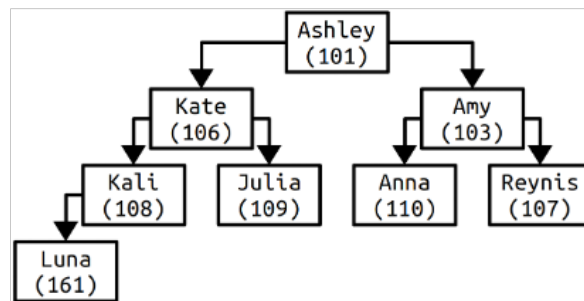 Ashley
(101)
Kate
(106)
Amy
(103)
Kali
(108)
Julia
(109)
Anna
(110)
Reynis
(107)
Luna
(161)